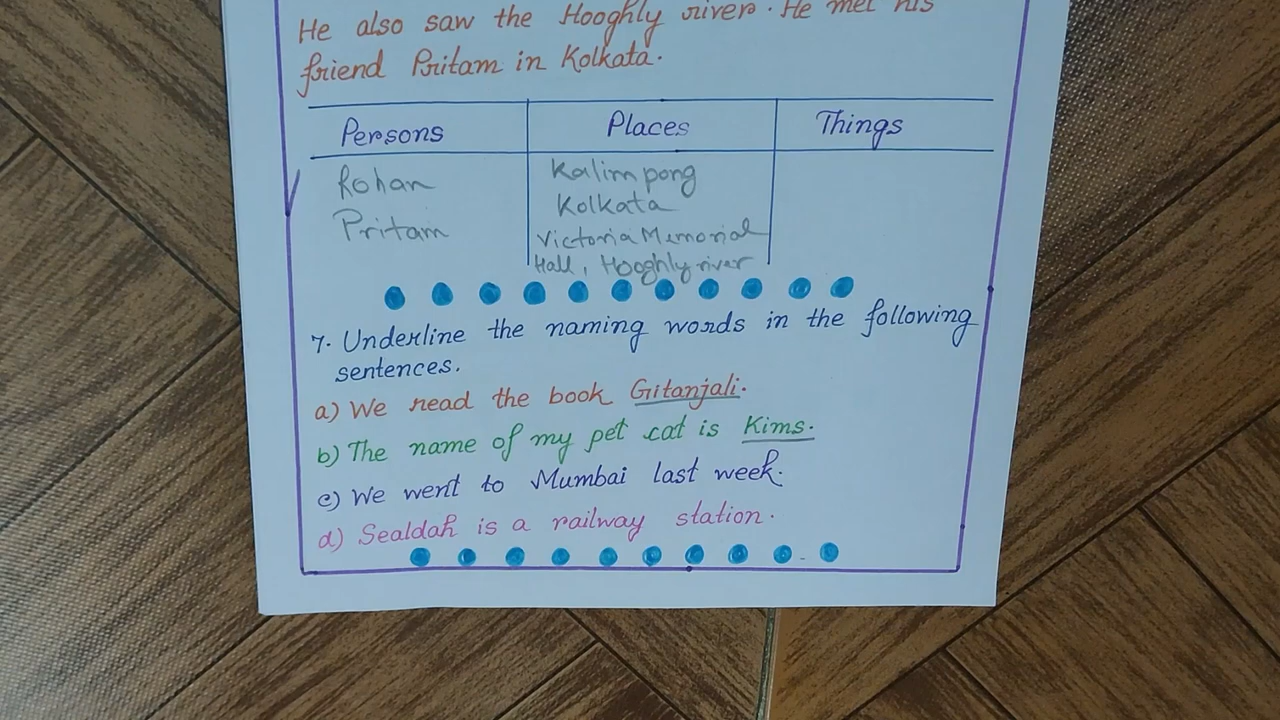 He also saw the Hooghly river. He met his
friend Pritam in Kolkata.
Persons Places Things
Rohan Kalimpong
Pritam Kolkata
Victoria Memorial
Hall, Hooghly river
7. Underline the naming words in the following
sentences.
a) We read the book Gitanjali.
b) The name of my pet cat is Kims.
c) We went to Mumbai last week.
d) Sealdah is a railway station.